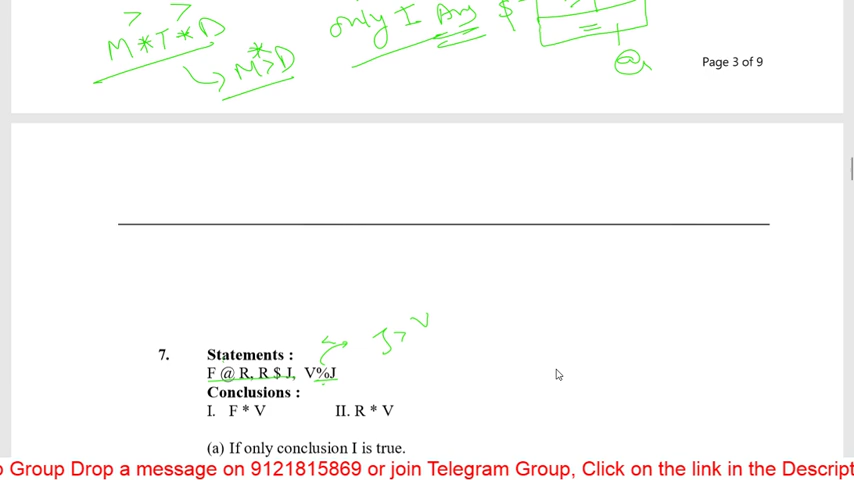 > >
M * T * D
*
M > D
only I Ans $
=
@
Page 3 of 9
< J > V
7. Statements :
F @ R, R $ J, V%J
Conclusions :
I. F * V II. R * V
(a) If only conclusion I is true.
o Group Drop a message on 9121815869 or join Telegram Group, Click on the link in the Descript